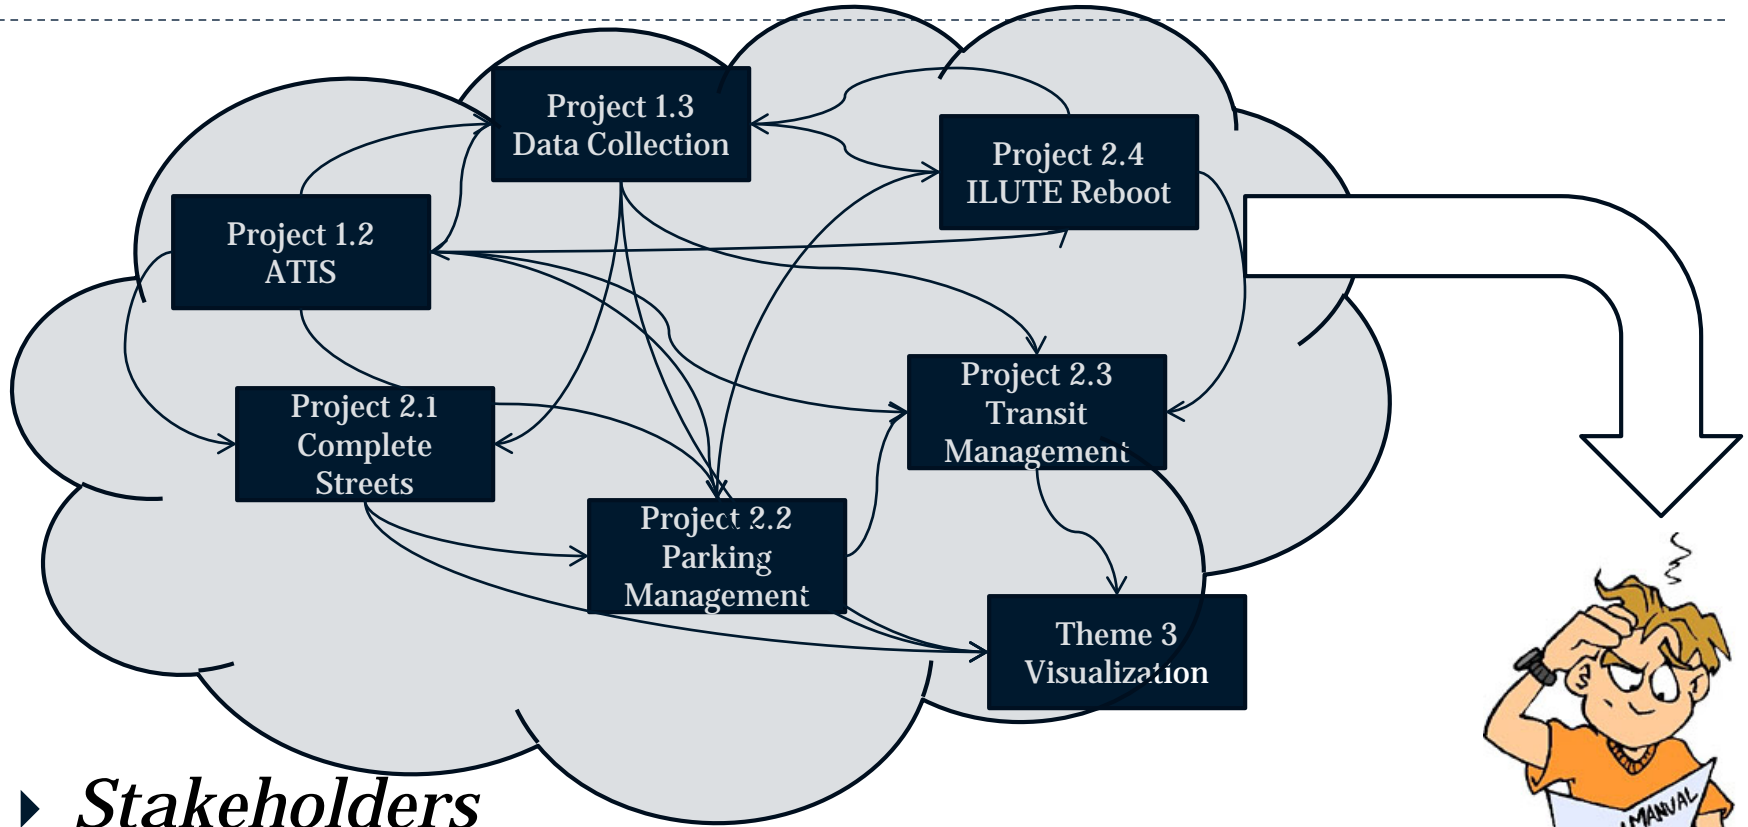 Project 1.3
Data Collection
Project 2.4
ILUTE Reboot
Project 1.2
ATIS
Project 2.3
Transit
Management
Project 2.1
Complete
Streets
Project 2.2
Parking
Management
Theme 3
Visualization
Stakeholders
MANUAL